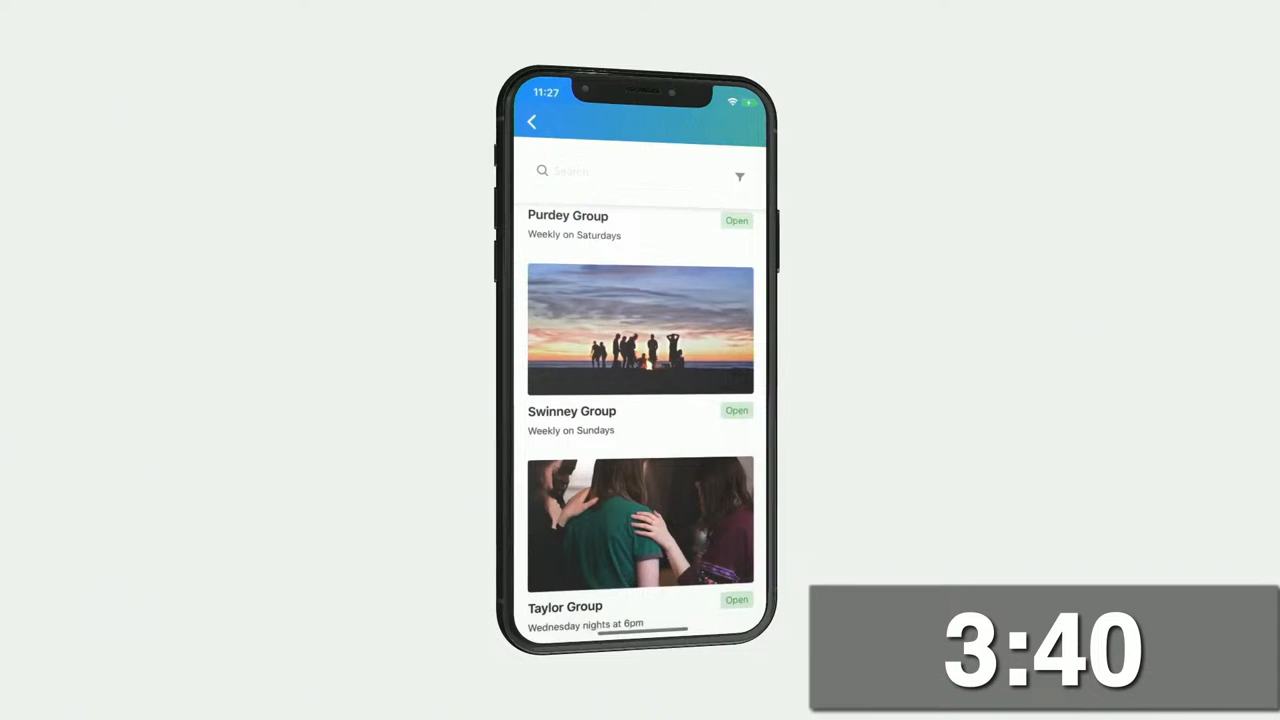 11:27
Search
Purdey Group
Open
Weekly on Saturdays
Swinney Group
Open
Weekly on Sundays
Taylor Group
Open
Wednesday nights at 6pm
3:40